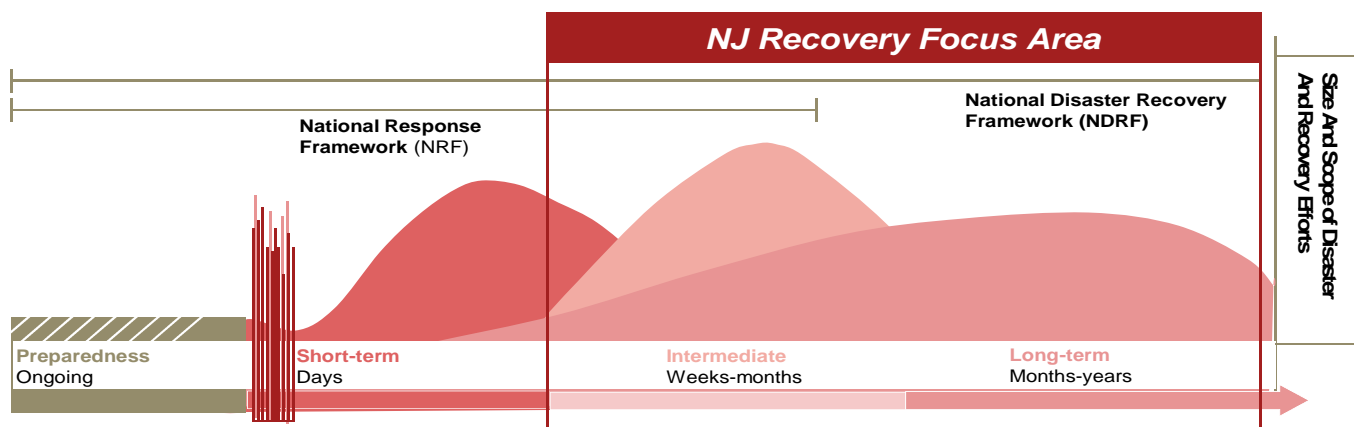 NJ Recovery Focus Area
National Response
Framework (NRF)
National Disaster Recovery
Framework (NDRF)
Size And Scope of Disaster
And Recovery Efforts
Preparedness
Ongoing
Short-term
Days
Intermediate
Weeks-months
Long-term
Months-years